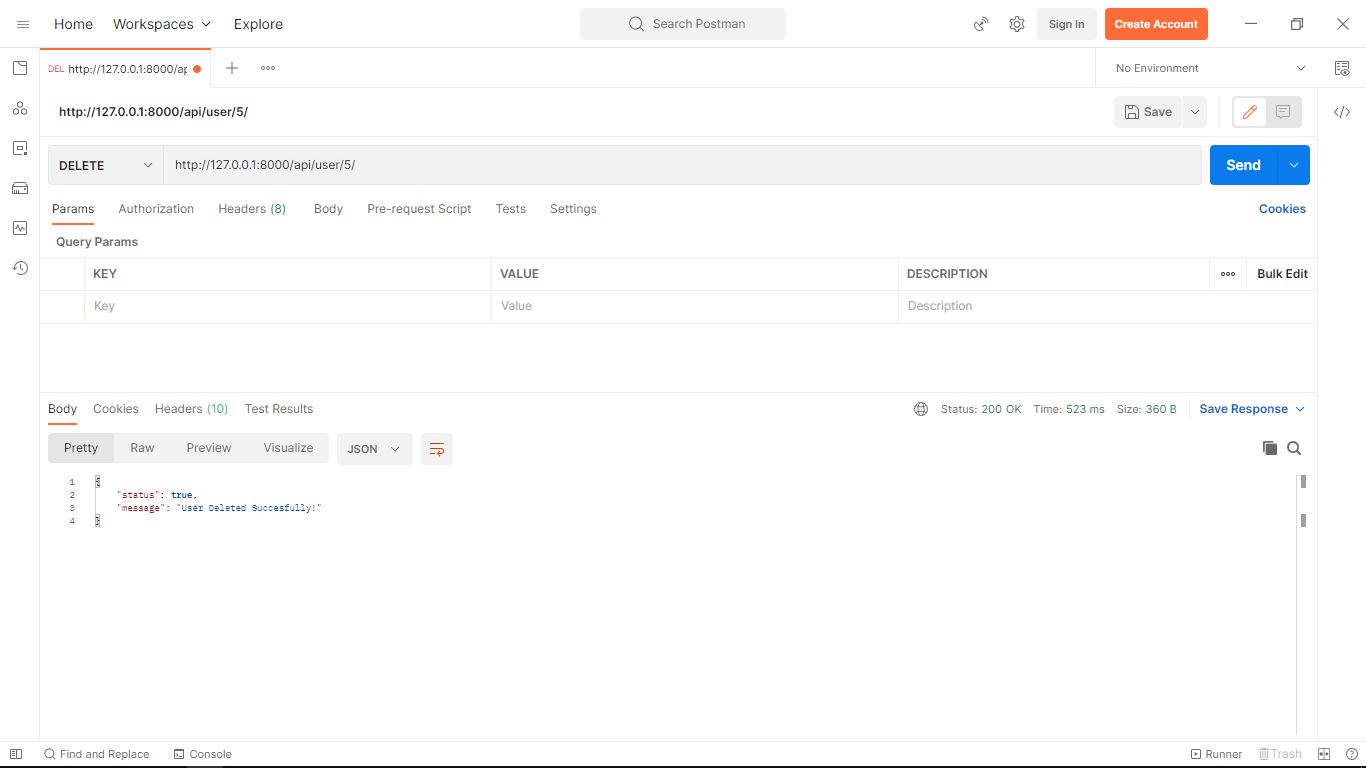 Home Workspaces Explore Search Postman Sign In Create Account
DEL http://127.0.0.1:8000/ap No Environment
http://127.0.0.1:8000/api/user/5/ Save
DELETE http://127.0.0.1:8000/api/user/5/ Send
Params Authorization Headers (8) Body Pre-request Script Tests Settings Cookies
Query Params
KEY VALUE DESCRIPTION Bulk Edit
Key Value Description
Body Cookies Headers (10) Test Results Status: 200 OK Time: 523 ms Size: 360 B Save Response
Pretty Raw Preview Visualize JSON
1 {
2 "status": true,
3 "message": "User Deleted Succesfully!"
4 }
Find and Replace Console Runner Trash